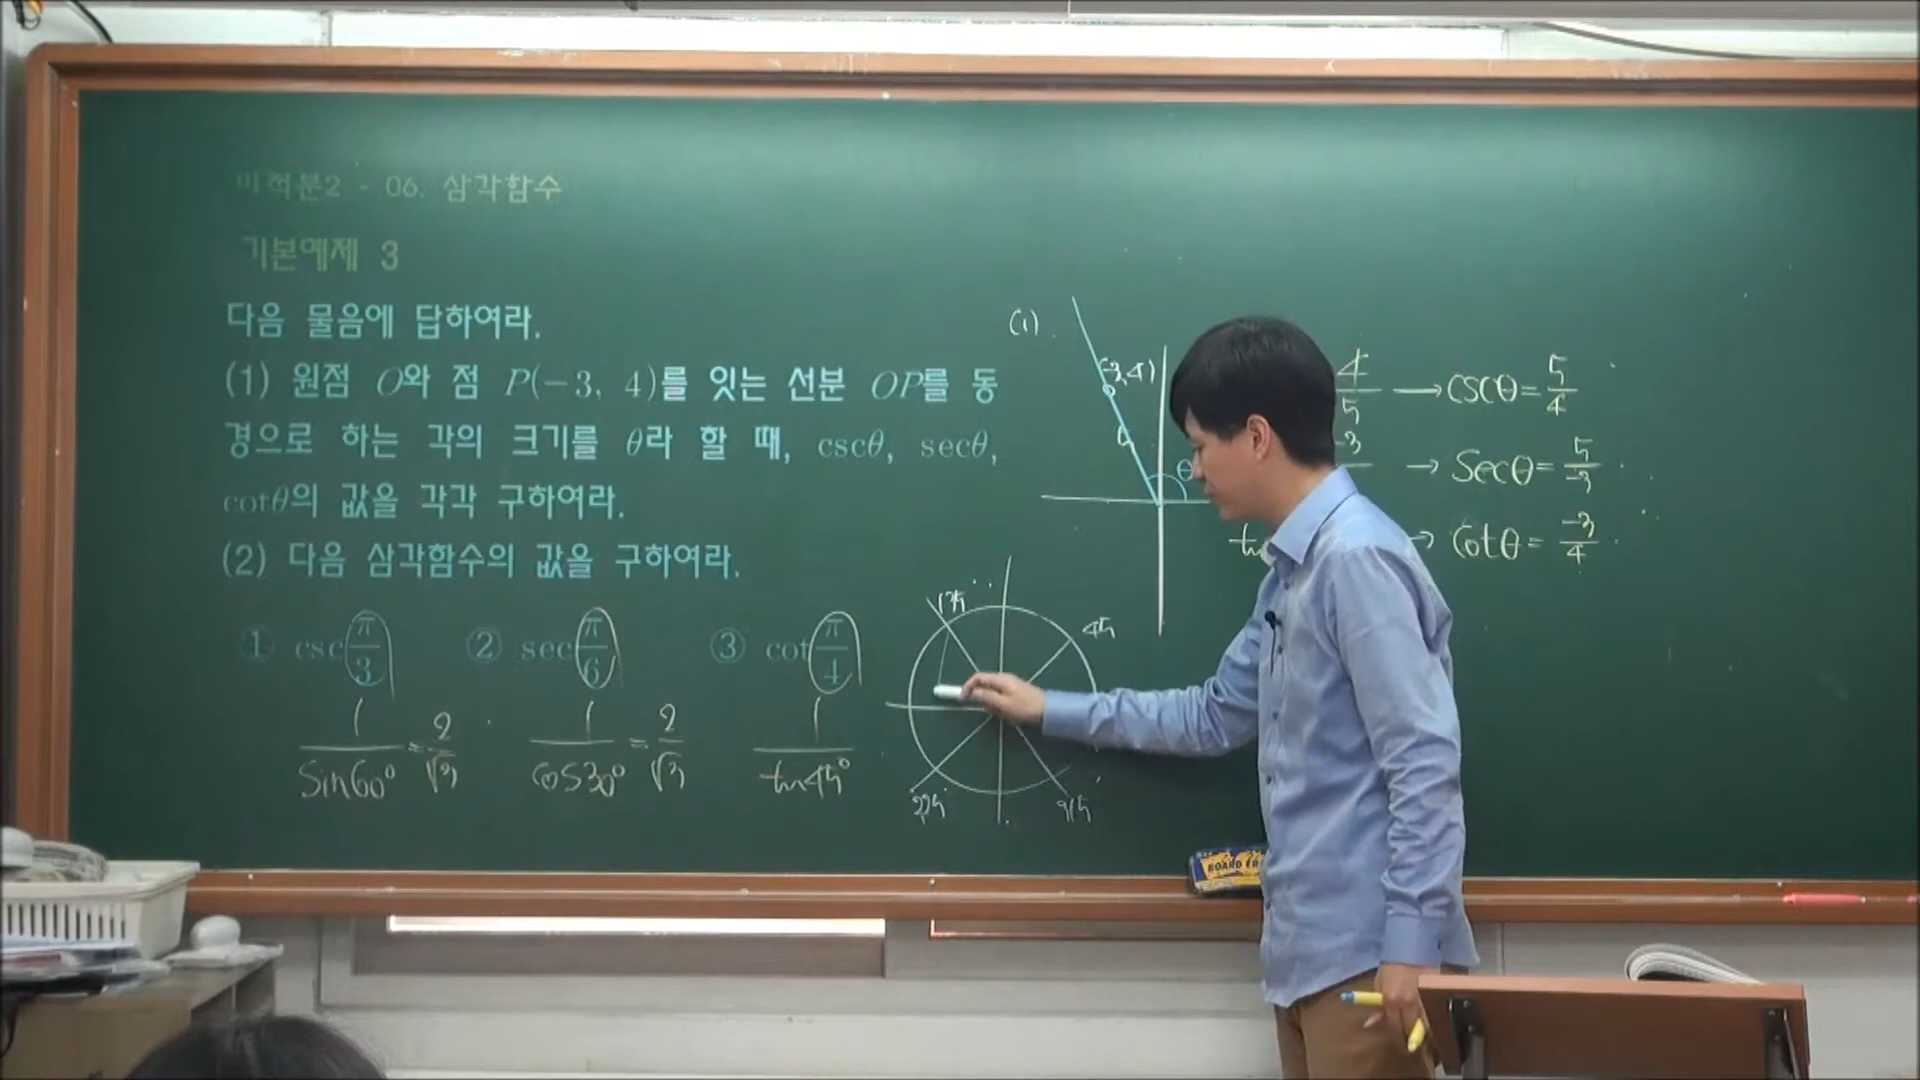 미적분2 - 06. 삼각함수
기본예제 3
다음 물음에 답하여라.
(1) 원점 O와 점 P(-3, 4)를 잇는 선분 OP를 동
경으로 하는 각의 크기를 θ라 할 때, cscθ, secθ,
cotθ의 값을 각각 구하여라.
(2) 다음 삼각함수의 값을 구하여라.
① csc π/3 ② sec π/6 ③ cot π/4
1/sin60° = 2/√3
1/cos30° = 2/√3
1/tan45°
(1)
(-3,4)
θ
4/5 → cscθ = 5/4
-3 → secθ = 5/-3
→ cotθ = -3/4
135
45
225
315
BOARD ER